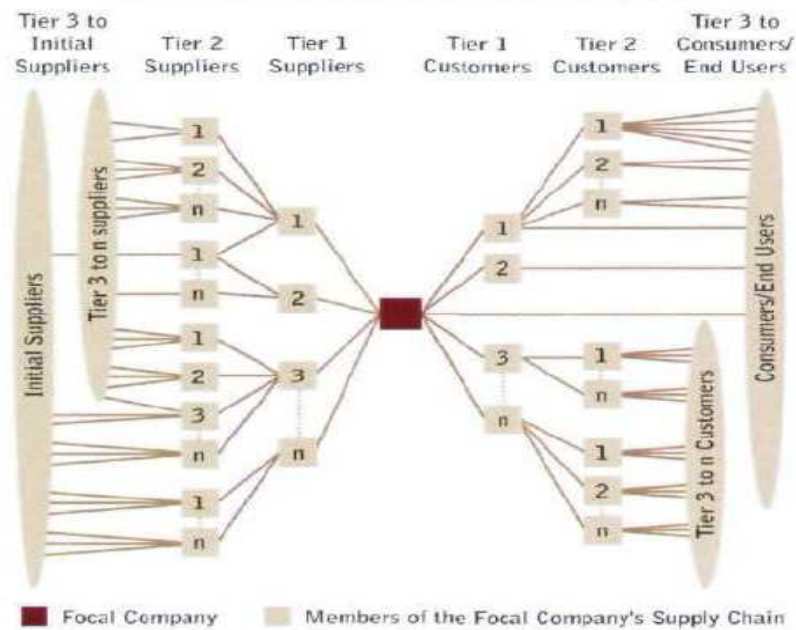 Tier 3 to
Initial
Suppliers
Tier 2
Suppliers
Tier 1
Suppliers
Tier 1
Customers
Tier 2
Customers
Tier 3 to
Consumers/
End Users
Initial Suppliers
Tier 3 to n suppliers
1
2
n
1
n
1
2
3
n
1
n
1
2
3
n
1
2
3
n
1
2
n
1
n
1
2
n
Tier 3 to n Customers
Consumers/End Users
Focal Company
Members of the Focal Company's Supply Chain